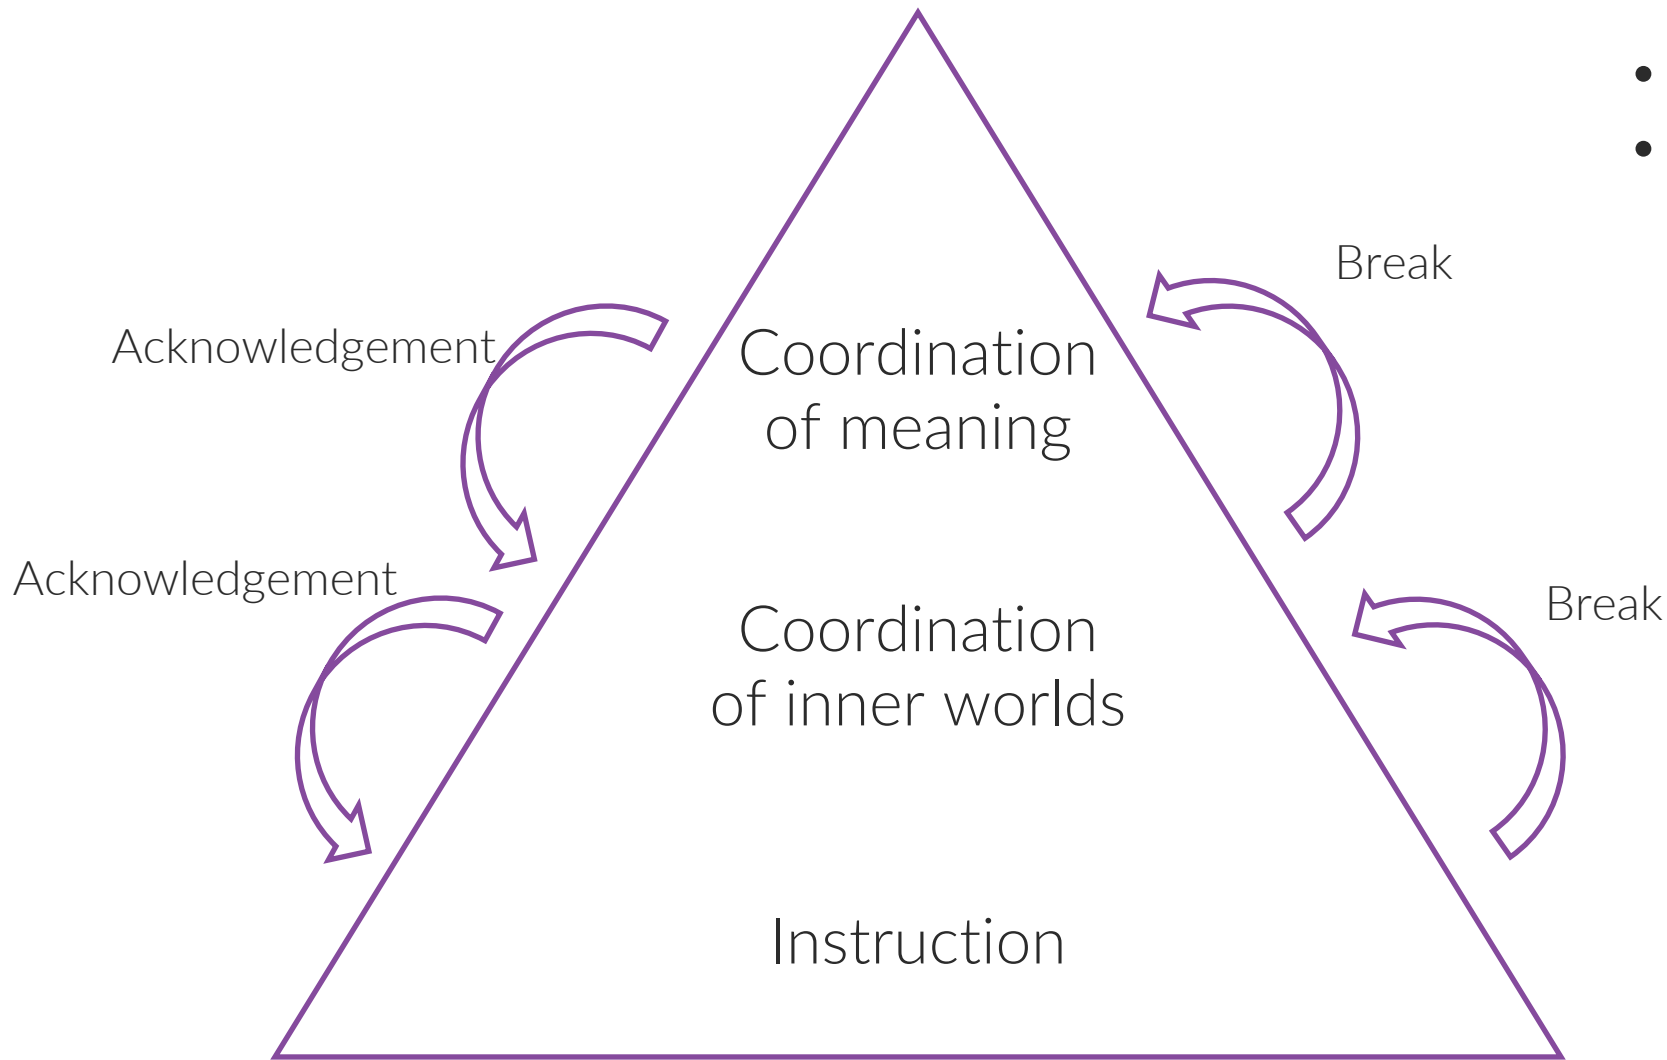 Break
Acknowledgement
Coordination
of meaning
Acknowledgement
Break
Coordination
of inner worlds
Instruction